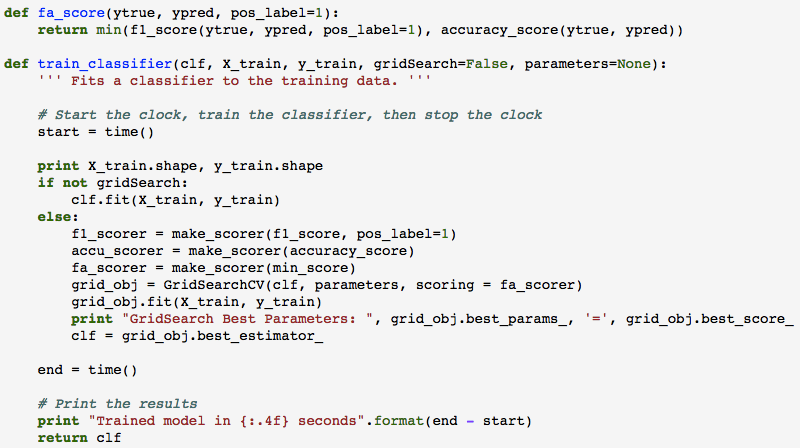 def fa_score(ytrue, ypred, pos_label=1):
    return min(f1_score(ytrue, ypred, pos_label=1), accuracy_score(ytrue, ypred))

def train_classifier(clf, X_train, y_train, gridSearch=False, parameters=None):
    ''' Fits a classifier to the training data. '''

    # Start the clock, train the classifier, then stop the clock
    start = time()

    print X_train.shape, y_train.shape
    if not gridSearch:
        clf.fit(X_train, y_train)
    else:
        f1_scorer = make_scorer(f1_score, pos_label=1)
        accu_scorer = make_scorer(accuracy_score)
        fa_scorer = make_scorer(min_score)
        grid_obj = GridSearchCV(clf, parameters, scoring = fa_scorer)
        grid_obj.fit(X_train, y_train)
        print "GridSearch Best Parameters: ", grid_obj.best_params_, '=', grid_obj.best_score_
        clf = grid_obj.best_estimator_

    end = time()

    # Print the results
    print "Trained model in {:.4f} seconds".format(end - start)
    return clf